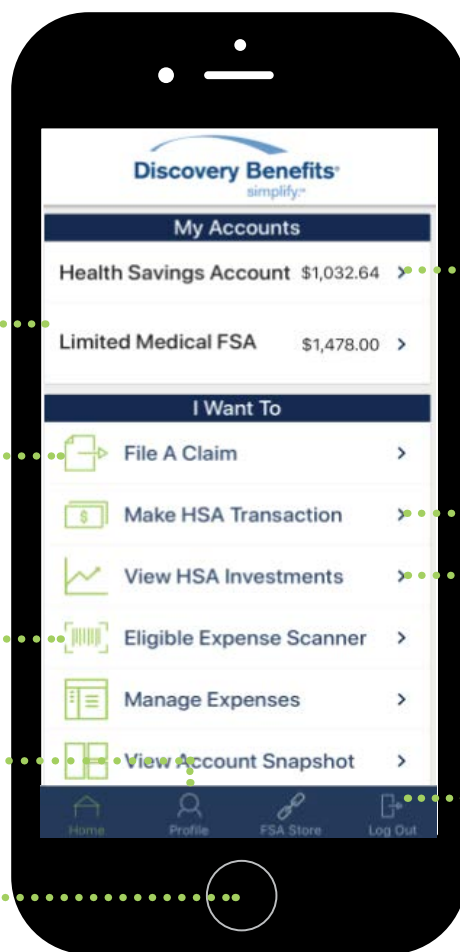 Discovery Benefits®
simplify.℠
My Accounts
Health Savings Account $1,032.64 >
Limited Medical FSA $1,478.00 >
I Want To
File A Claim >
$ Make HSA Transaction >
View HSA Investments >
Eligible Expense Scanner >
Manage Expenses >
View Account Snapshot >
Home Profile FSA Store Log Out